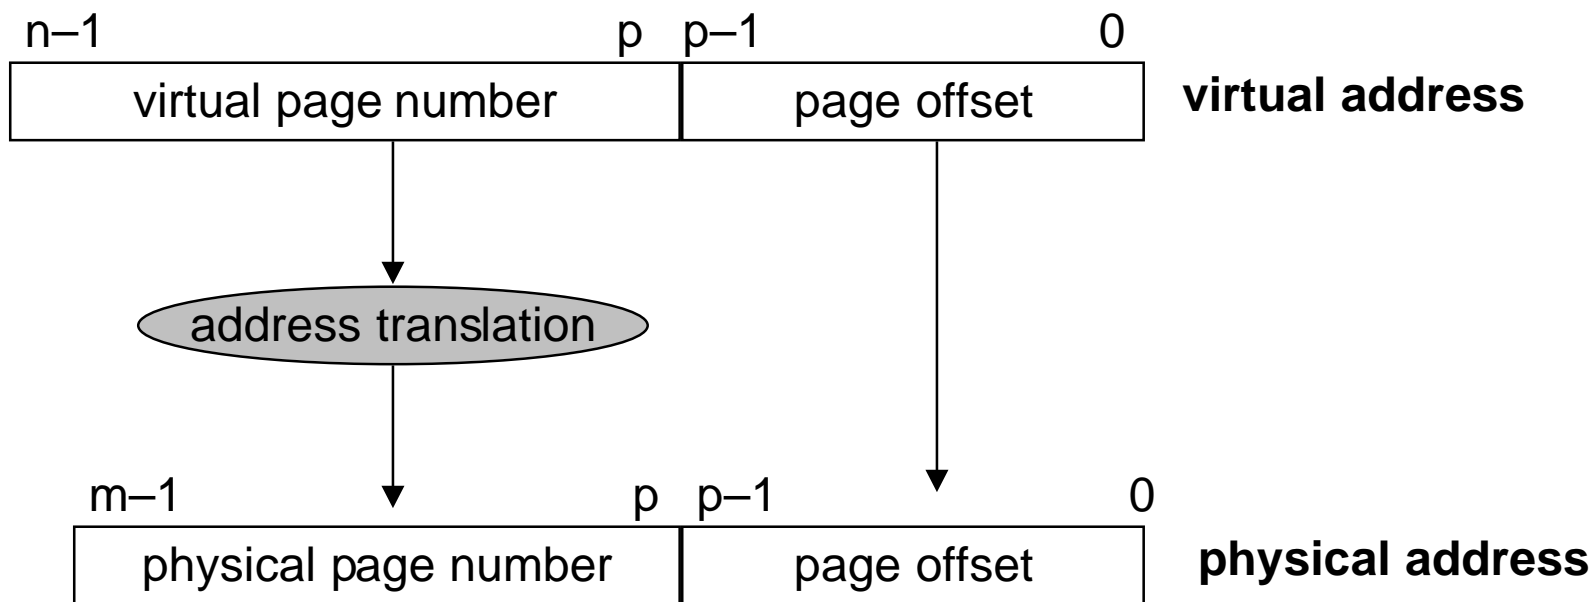 n–1 p p–1 0
virtual page number page offset virtual address
address translation
m–1 p p–1 0
physical page number page offset physical address